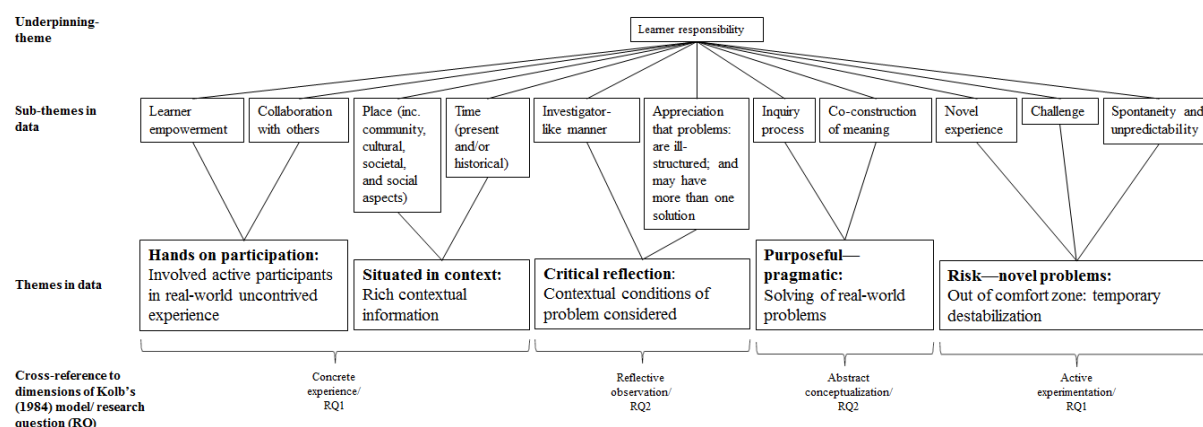 Underpinning-
theme
Learner responsibility
Sub-themes in
data
Learner
empowerment
Collaboration
with others
Place (inc.
community,
cultural,
societal,
and social
aspects)
Time
(present
and/or
historical)
Investigator-
like manner
Appreciation
that problems:
are ill-
structured; and
may have
more than one
solution
Inquiry
process
Co-construction
of meaning
Novel
experience
Challenge
Spontaneity and
unpredictability
Themes in data
Hands on participation:
Involved active participants
in real-world uncontrived
experience
Situated in context:
Rich contextual
information
Critical reflection:
Contextual conditions of
problem considered
Purposeful—
pragmatic:
Solving of real-world
problems
Risk—novel problems:
Out of comfort zone: temporary
destabilization
Cross-reference to
dimensions of Kolb's
(1984) model/ research
question (RQ)
Concrete
experience/
RQ1
Reflective
observation/
RQ2
Abstract
conceptualization/
RQ2
Active
experimentation/
RQ1